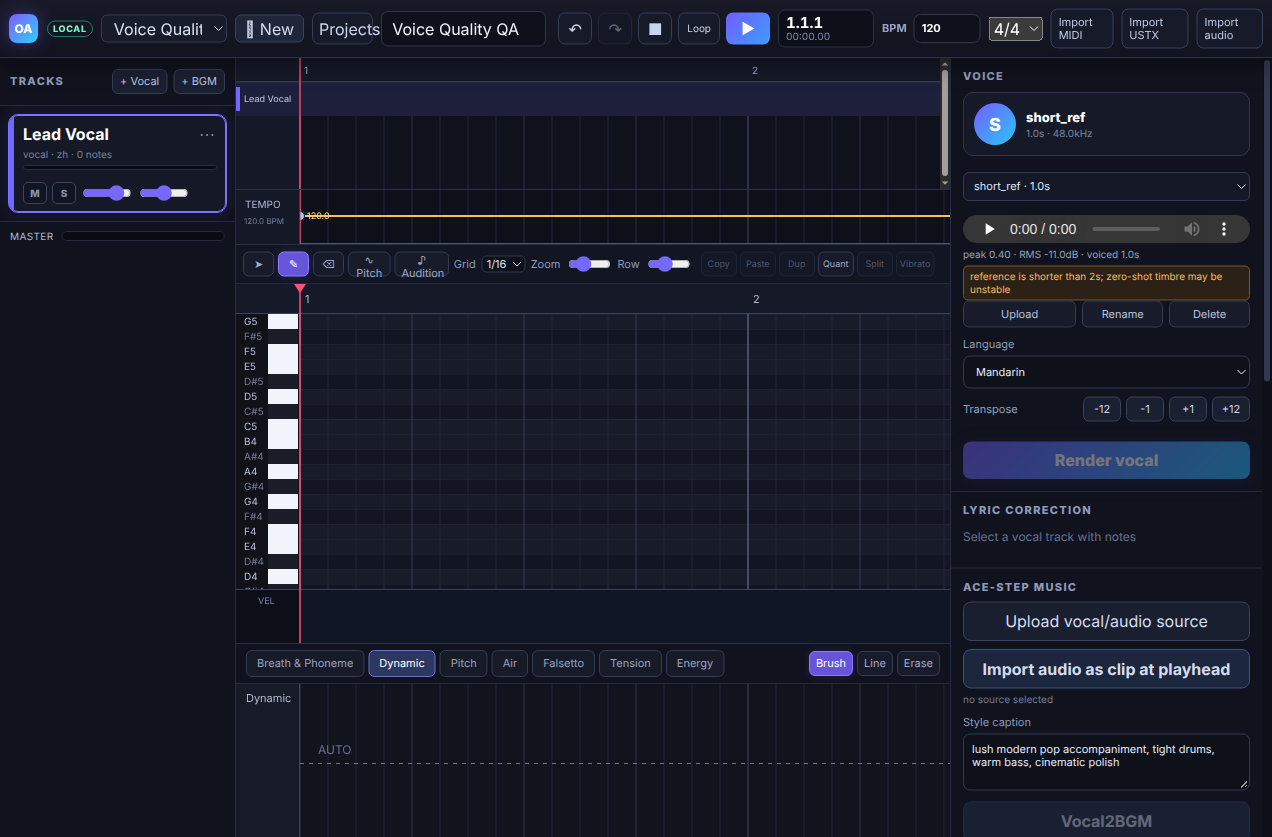 OA
LOCAL
Voice Qualit
New
Projects
Voice Quality QA
Loop
1.1.1
00:00.00
BPM
120
4/4
Import
MIDI
Import
USTX
Import
audio
TRACKS
+ Vocal
+ BGM
Lead Vocal
vocal · zh · 0 notes
M
S
MASTER
1
2
Lead Vocal
TEMPO
120.0 BPM
120.0
Pitch
Audition
Grid
1/16
Zoom
Row
Copy
Paste
Dup
Quant
Split
Vibrato
1
2
G5
F#5
F5
E5
D#5
D5
C#5
C5
B4
A#4
A4
G#4
G4
F#4
F4
E4
D#4
D4
VEL
Breath & Phoneme
Dynamic
Pitch
Air
Falsetto
Tension
Energy
Brush
Line
Erase
Dynamic
AUTO
VOICE
S
short_ref
1.0s · 48.0kHz
short_ref · 1.0s
0:00 / 0:00
peak 0.40 · RMS -11.0dB · voiced 1.0s
reference is shorter than 2s; zero-shot timbre may be
unstable
Upload
Rename
Delete
Language
Mandarin
Transpose
-12
-1
+1
+12
Render vocal
LYRIC CORRECTION
Select a vocal track with notes
ACE-STEP MUSIC
Upload vocal/audio source
Import audio as clip at playhead
no source selected
Style caption
lush modern pop accompaniment, tight drums,
warm bass, cinematic polish
Vocal2BGM